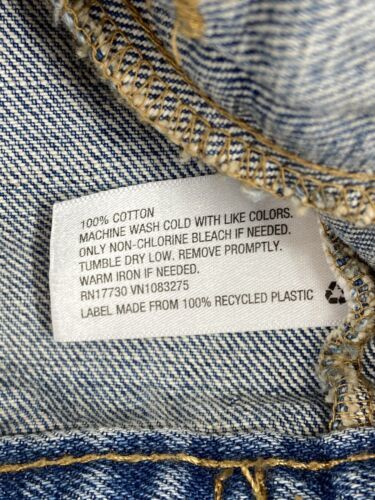 100% COTTON
MACHINE WASH COLD WITH LIKE COLORS.
ONLY NON-CHLORINE BLEACH IF NEEDED.
TUMBLE DRY LOW. REMOVE PROMPTLY.
WARM IRON IF NEEDED.
RN17730 VN1083275
LABEL MADE FROM 100% RECYCLED PLASTIC